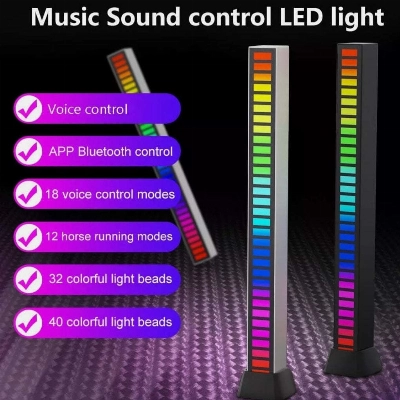 Music Sound control LED light
Voice control
APP Bluetooth control
18 voice control modes
12 horse running modes
32 colorful light beads
40 colorful light beads